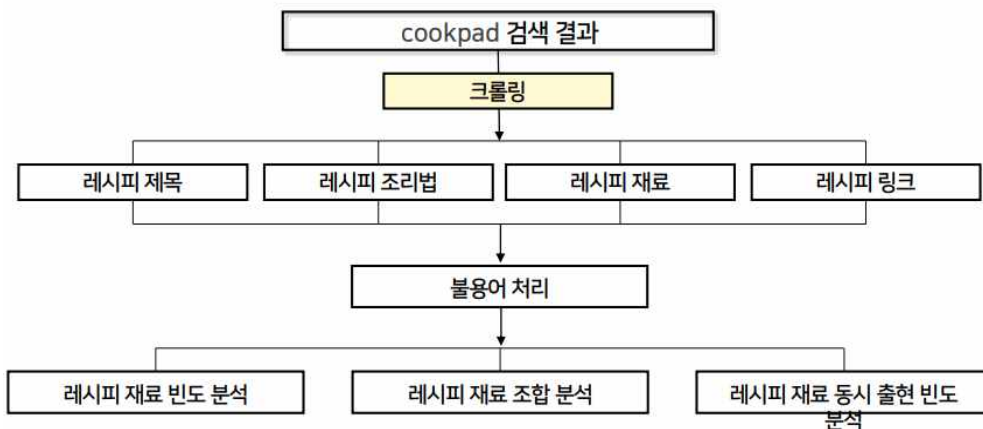 cookpad 검색 결과
크롤링
레시피 제목
레시피 조리법
레시피 재료
레시피 링크
불용어 처리
레시피 재료 빈도 분석
레시피 재료 조합 분석
레시피 재료 동시 출현 빈도
분석